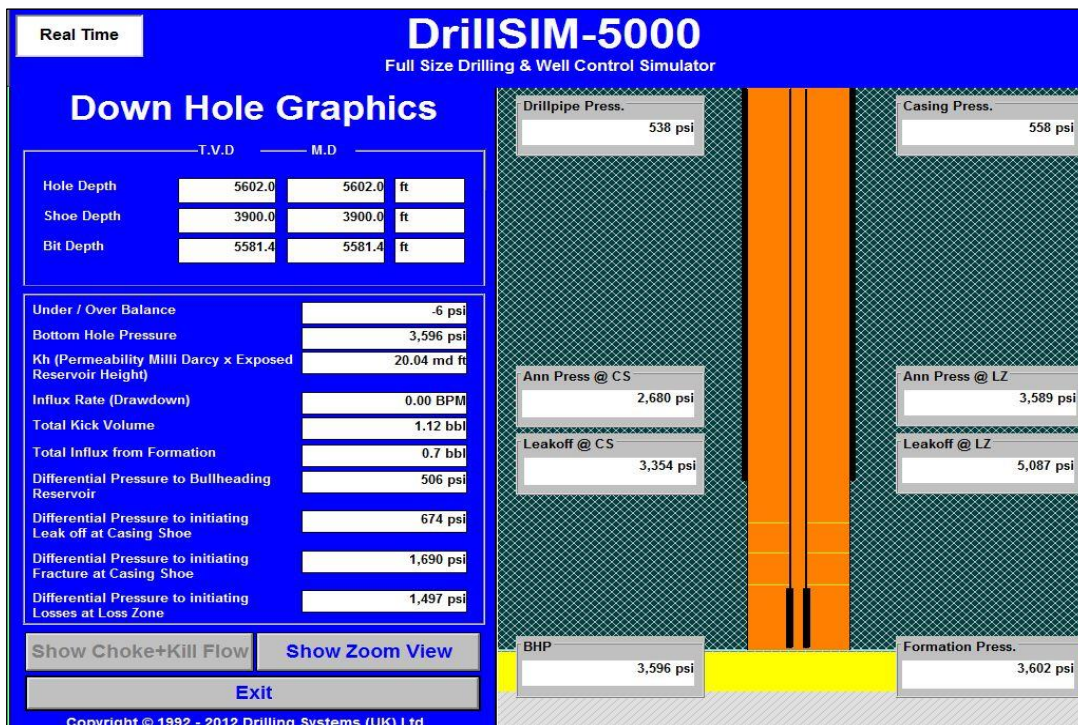 Real Time
DrillSIM-5000
Full Size Drilling & Well Control Simulator
Down Hole Graphics
T.V.D M.D
Hole Depth 5602.0 5602.0 ft
Shoe Depth 3900.0 3900.0 ft
Bit Depth 5581.4 5581.4 ft
Under / Over Balance -6 psi
Bottom Hole Pressure 3,596 psi
Kh (Permeability Milli Darcy x Exposed
Reservoir Height) 20.04 md ft
Influx Rate (Drawdown) 0.00 BPM
Total Kick Volume 1.12 bbl
Total Influx from Formation 0.7 bbl
Differential Pressure to Bullheading
Reservoir 506 psi
Differential Pressure to initiating
Leak off at Casing Shoe 674 psi
Differential Pressure to initiating
Fracture at Casing Shoe 1,690 psi
Differential Pressure to initiating
Losses at Loss Zone 1,497 psi
Show Choke+Kill Flow Show Zoom View
Exit
Copyright © 1992 - 2012 Drilling Systems (UK) Ltd
Drillpipe Press.
538 psi
Casing Press.
558 psi
Ann Press @ CS
2,680 psi
Ann Press @ LZ
3,589 psi
Leakoff @ CS
3,354 psi
Leakoff @ LZ
5,087 psi
BHP
3,596 psi
Formation Press.
3,602 psi